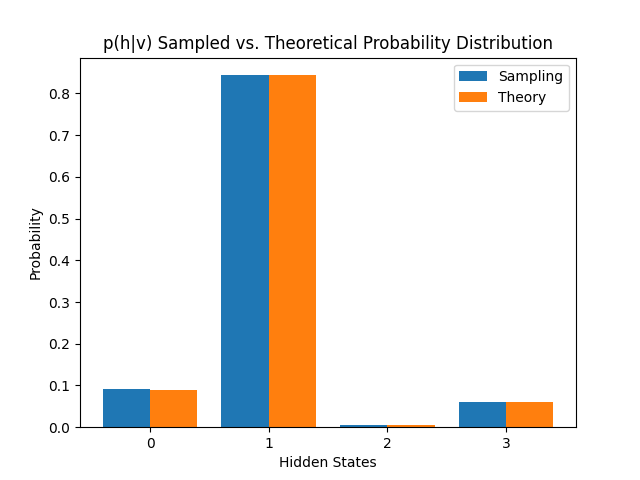 p(h|v) Sampled vs. Theoretical Probability Distribution
Sampling
Theory
Probability
0.8
0.7
0.6
0.5
0.4
0.3
0.2
0.1
0.0
0 1 2 3
Hidden States